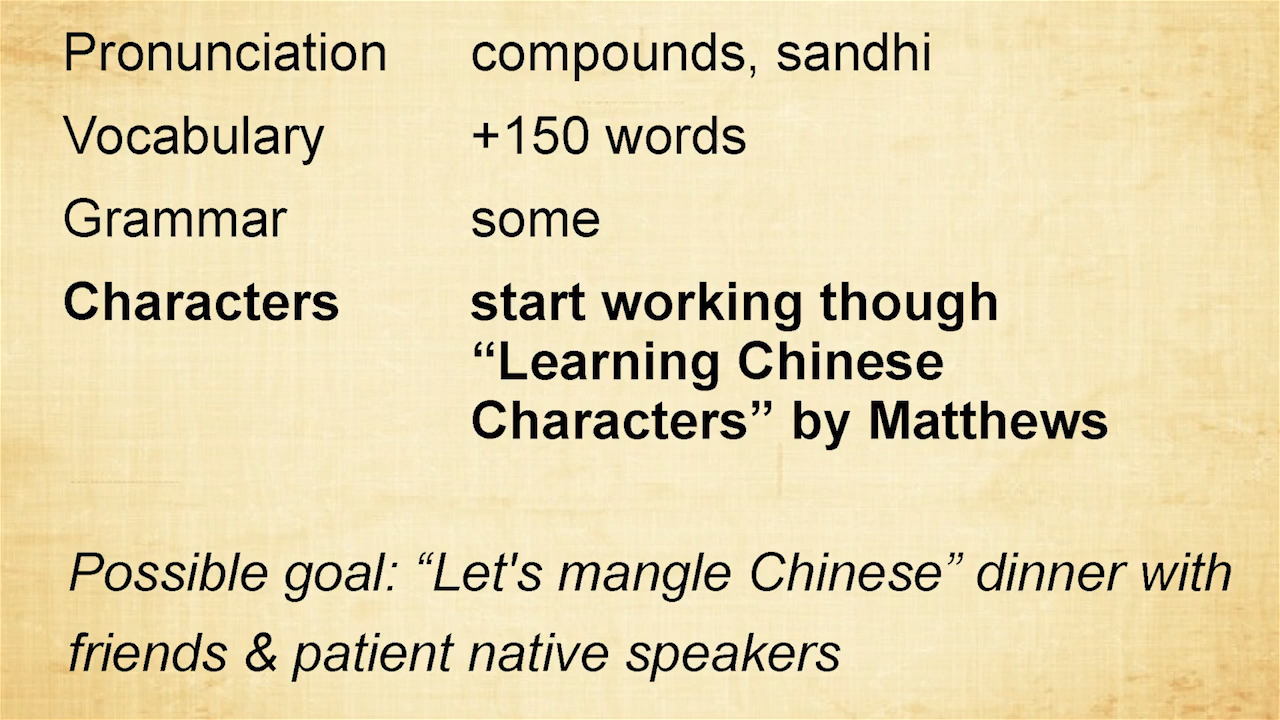 Pronunciation compounds, sandhi
Vocabulary +150 words
Grammar some
Characters start working though
“Learning Chinese
Characters” by Matthews
Possible goal: “Let's mangle Chinese” dinner with
friends & patient native speakers